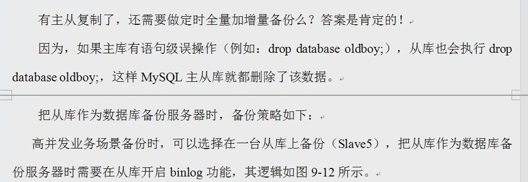 有主从复制了，还需要做定时全量加增量备份么？答案是肯定的！
因为，如果主库有语句级误操作（例如：drop database oldboy;），从库也会执行 drop
database oldboy;，这样 MySQL 主从库就都删除了该数据。
把从库作为数据库备份服务器时，备份策略如下：
高并发业务场景备份时，可以选择在一台从库上备份（Slave5），把从库作为数据库备
份服务器时需要在从库开启 binlog 功能，其逻辑如图 9-12 所示。